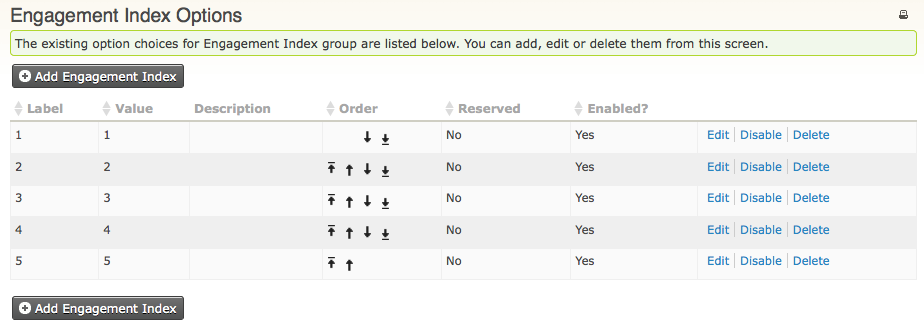 Engagement Index Options
The existing option choices for Engagement Index group are listed below. You can add, edit or delete them from this screen.
Add Engagement Index
Label Value Description Order Reserved Enabled?
1 1 No Yes Edit Disable Delete
2 2 No Yes Edit Disable Delete
3 3 No Yes Edit Disable Delete
4 4 No Yes Edit Disable Delete
5 5 No Yes Edit Disable Delete
Add Engagement Index